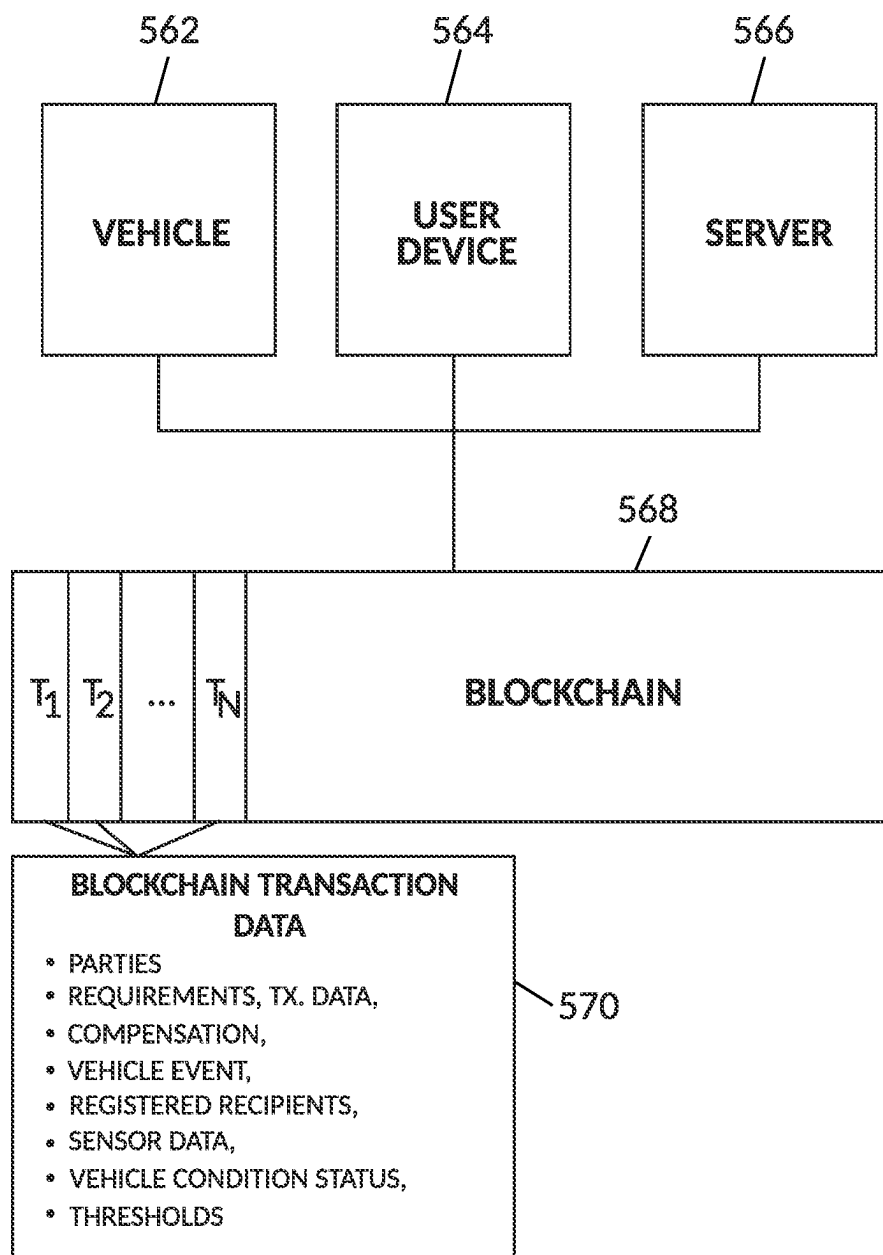 562 564 566
VEHICLE
USER
DEVICE
SERVER
568
T1 T2 ... TN BLOCKCHAIN
BLOCKCHAIN TRANSACTION
DATA
• PARTIES
• REQUIREMENTS, TX. DATA,
• COMPENSATION,
• VEHICLE EVENT,
• REGISTERED RECIPIENTS,
• SENSOR DATA,
• VEHICLE CONDITION STATUS,
• THRESHOLDS
570